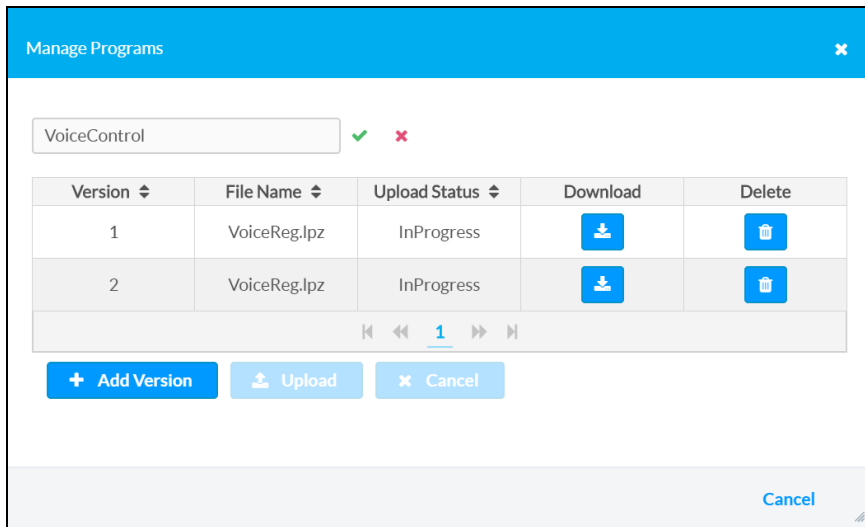 Manage Programs
VoiceControl
Version File Name Upload Status Download Delete
1 VoiceReg.lpz InProgress
2 VoiceReg.lpz InProgress
1
Add Version Upload Cancel
Cancel